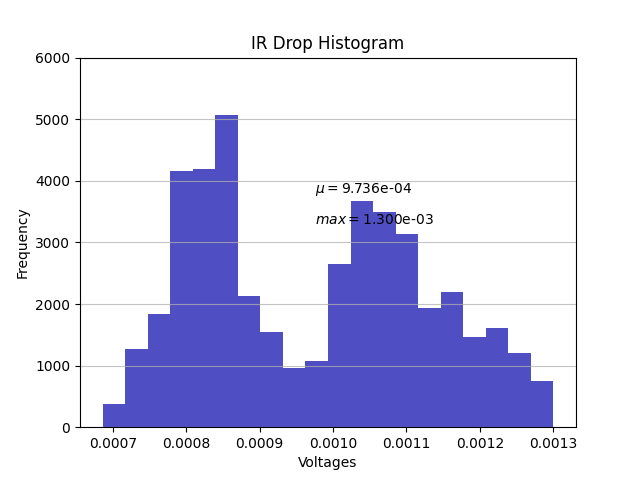 IR Drop Histogram
6000
5000
4000
3000
2000
1000
0
Frequency
μ = 9.736e-04
max = 1.300e-03
0.0007 0.0008 0.0009 0.0010 0.0011 0.0012 0.0013
Voltages